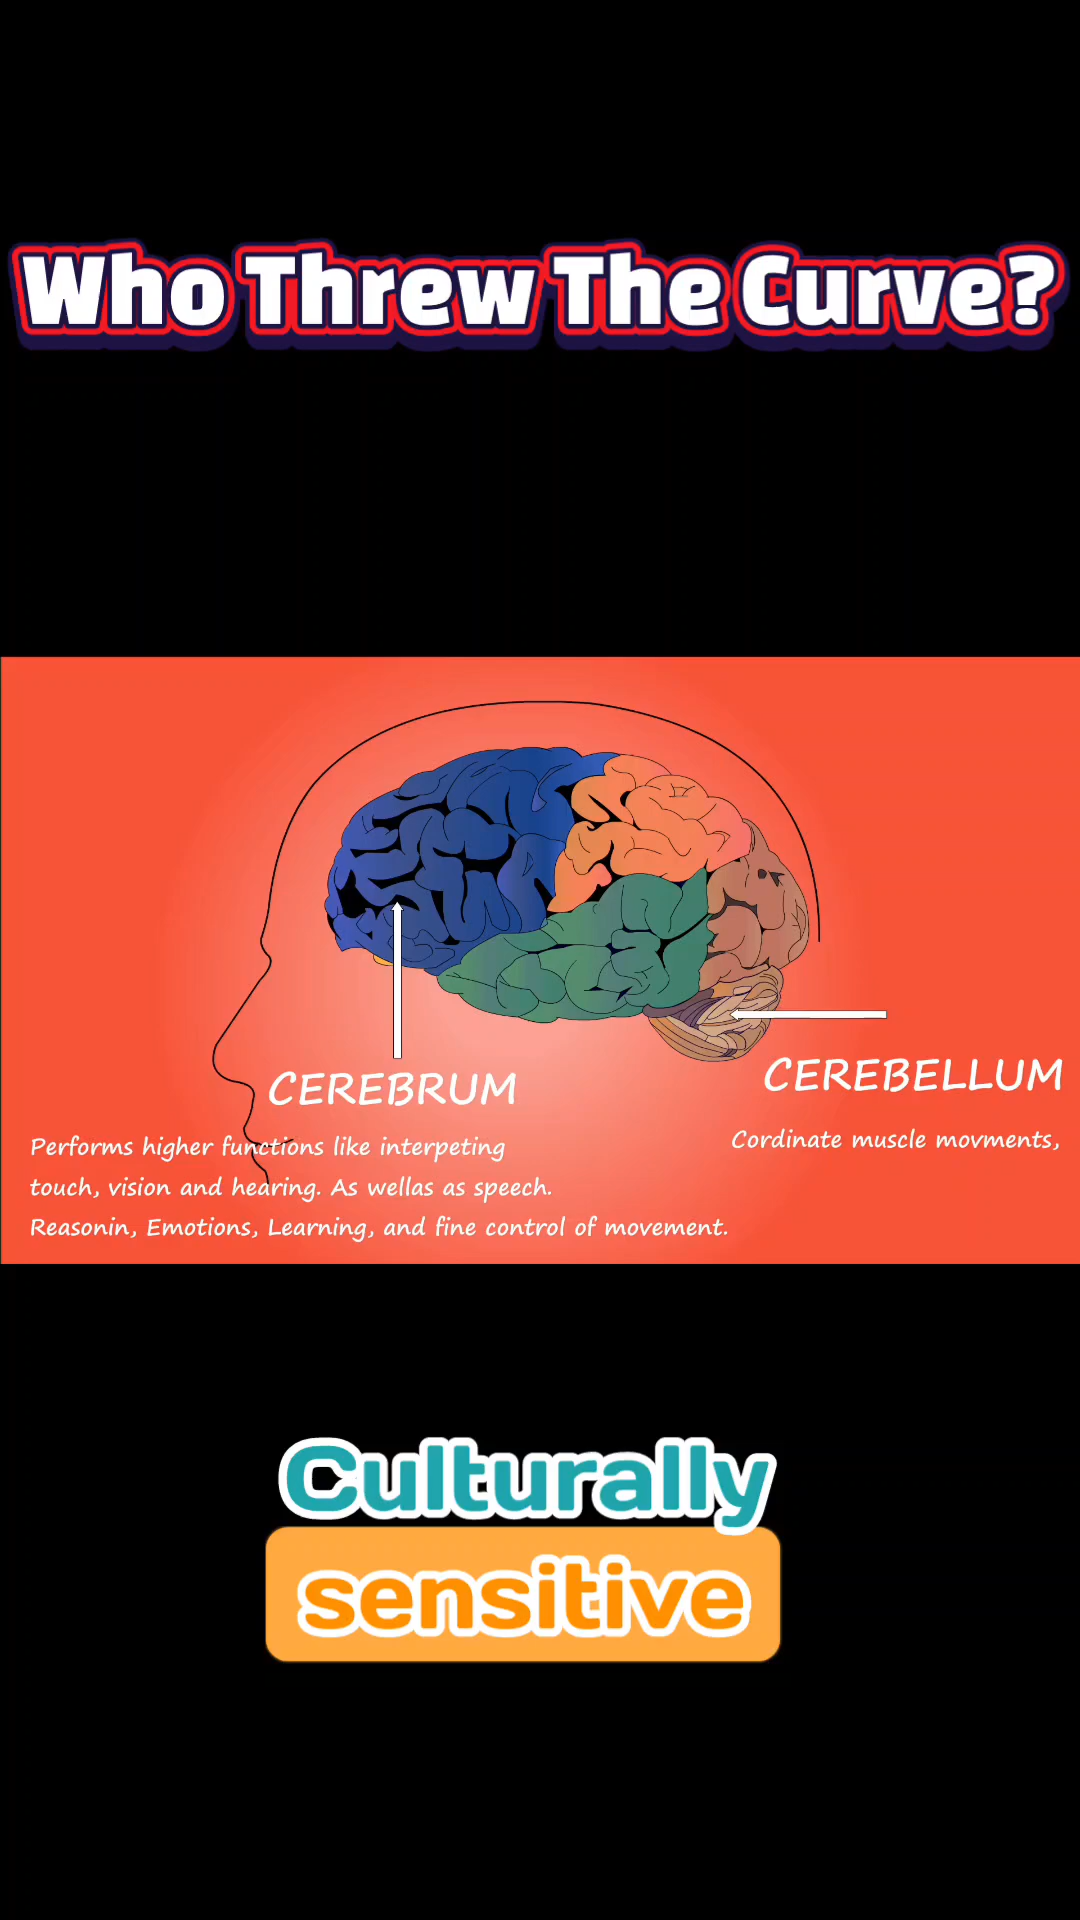 Who Threw The Curve?
CEREBRUM
Performs higher functions like interpeting
touch, vision and hearing. As wellas as speech.
Reasonin, Emotions, Learning, and fine control of movement.
CEREBELLUM
Cordinate muscle movments,
Culturally
sensitive